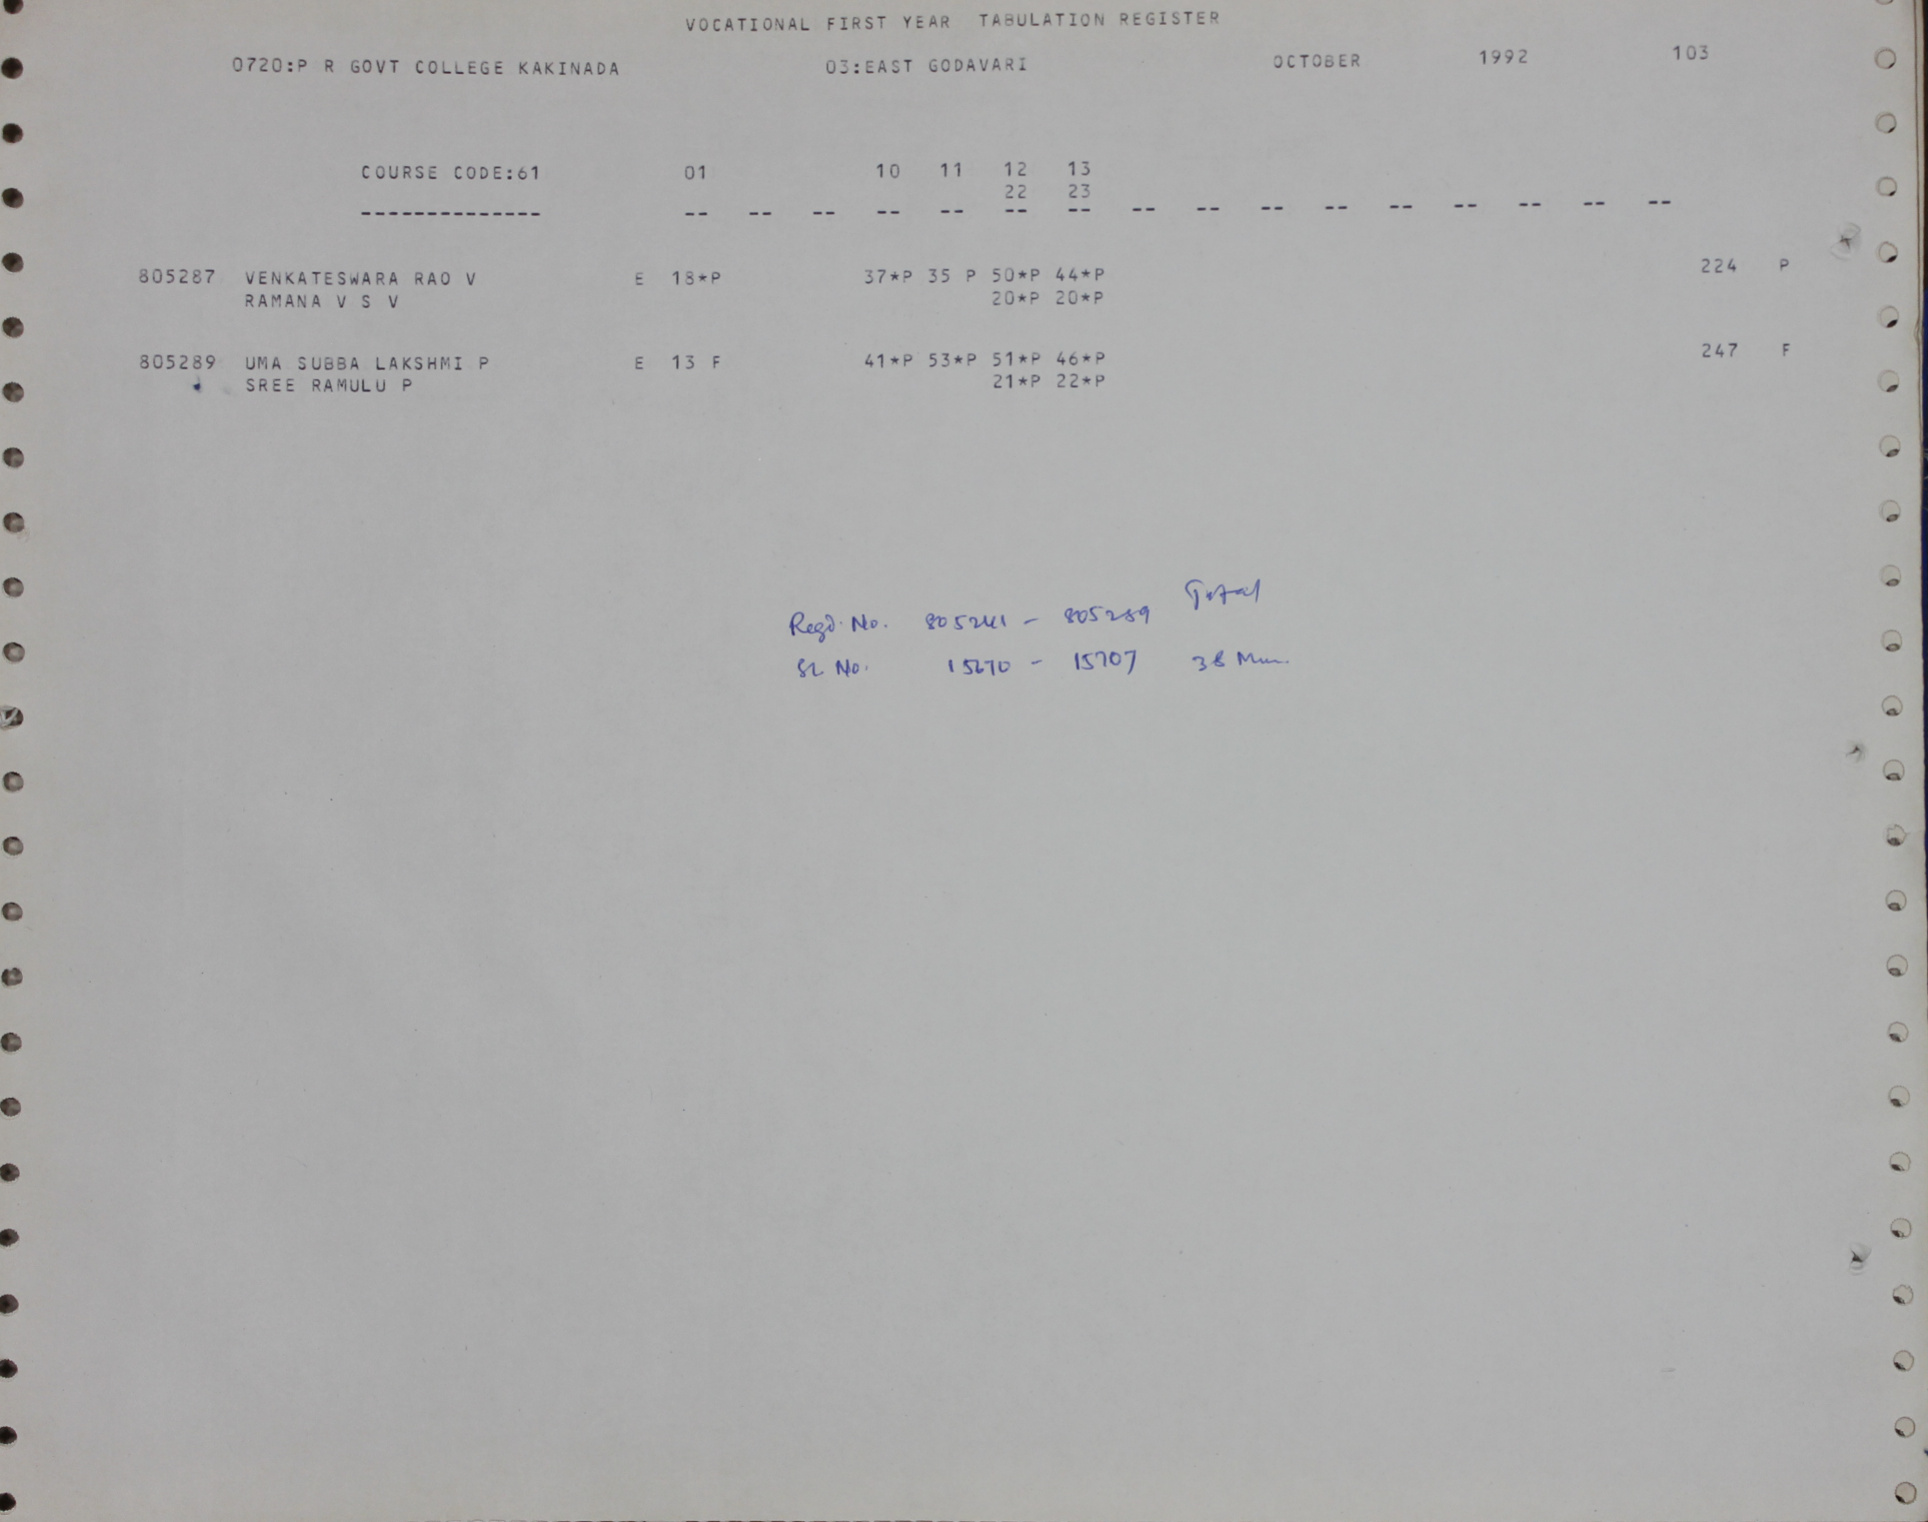 VOCATIONAL FIRST YEAR TABULATION REGISTER
0720:P R GOVT COLLEGE KAKINADA 03:EAST GODAVARI OCTOBER 1992 103
COURSE CODE:61 01 10 11 12 13
22 23
-------------- -- -- -- -- -- -- -- -- -- -- -- -- -- -- -- --
805287 VENKATESWARA RAO V E 18*P 37*P 35 P 50*P 44*P 224 P
RAMANA V S V 20*P 20*P
805289 UMA SUBBA LAKSHMI P E 13 F 41*P 53*P 51*P 46*P 247 F
SREE RAMULU P 21*P 22*P
Total
Regd. No. 805241 - 805289
Sl. No. 15670 - 15707 38